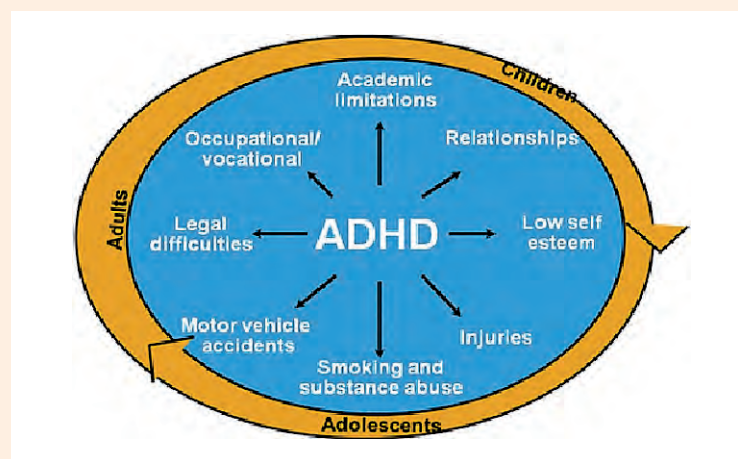 Children
Academic
limitations
Occupational/
vocational
Relationships
Adults
Legal
difficulties
ADHD
Low self
esteem
Motor vehicle
accidents
Injuries
Smoking and
substance abuse
Adolescents